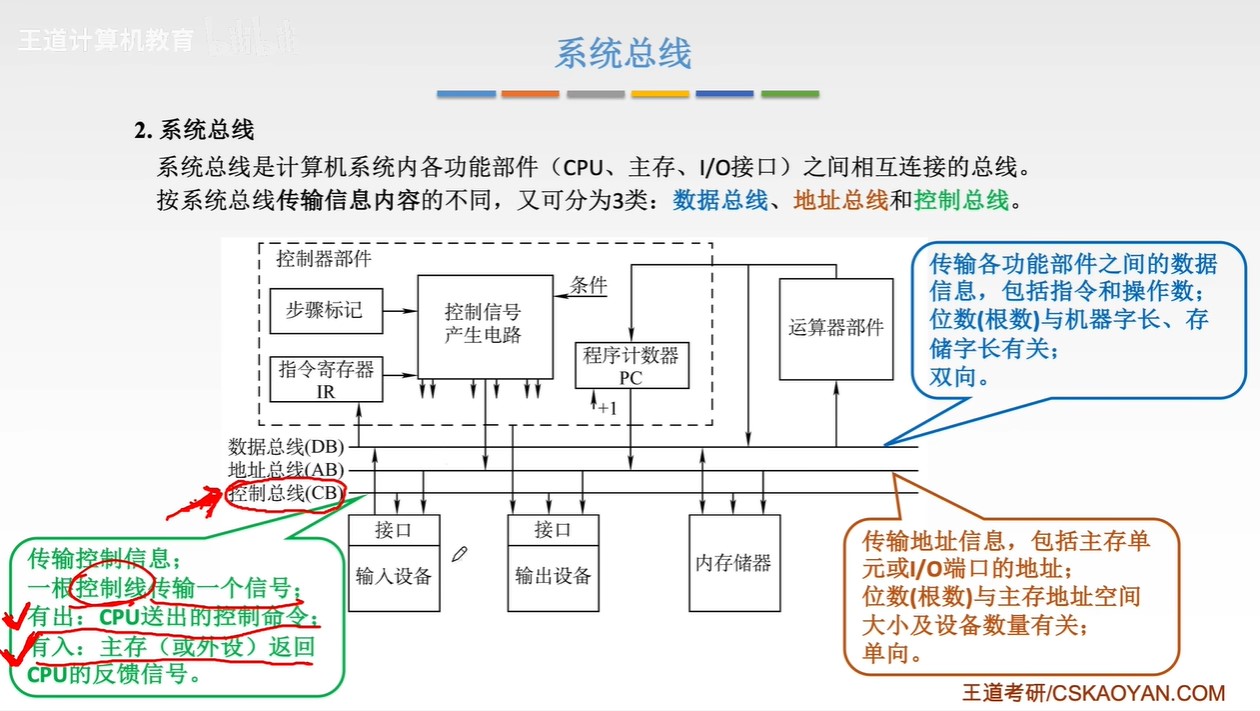 王道计算机教育
系统总线
2. 系统总线
系统总线是计算机系统内各功能部件（CPU、主存、I/O接口）之间相互连接的总线。
按系统总线传输信息内容的不同，又可分为3类：数据总线、地址总线和控制总线。
控制器部件
步骤标记
指令寄存器
IR
控制信号
产生电路
条件
程序计数器
PC
+1
运算器部件
传输各功能部件之间的数据
信息，包括指令和操作数；
位数(根数)与机器字长、存
储字长有关；
双向。
数据总线(DB)
地址总线(AB)
控制总线(CB)
接口
输入设备
接口
输出设备
内存储器
传输控制信息；
一根控制线传输一个信号；
有出：CPU送出的控制命令；
有入：主存（或外设）返回
CPU的反馈信号。
传输地址信息，包括主存单
元或I/O端口的地址；
位数(根数)与主存地址空间
大小及设备数量有关；
单向。
王道考研/CSKAOYAN.COM